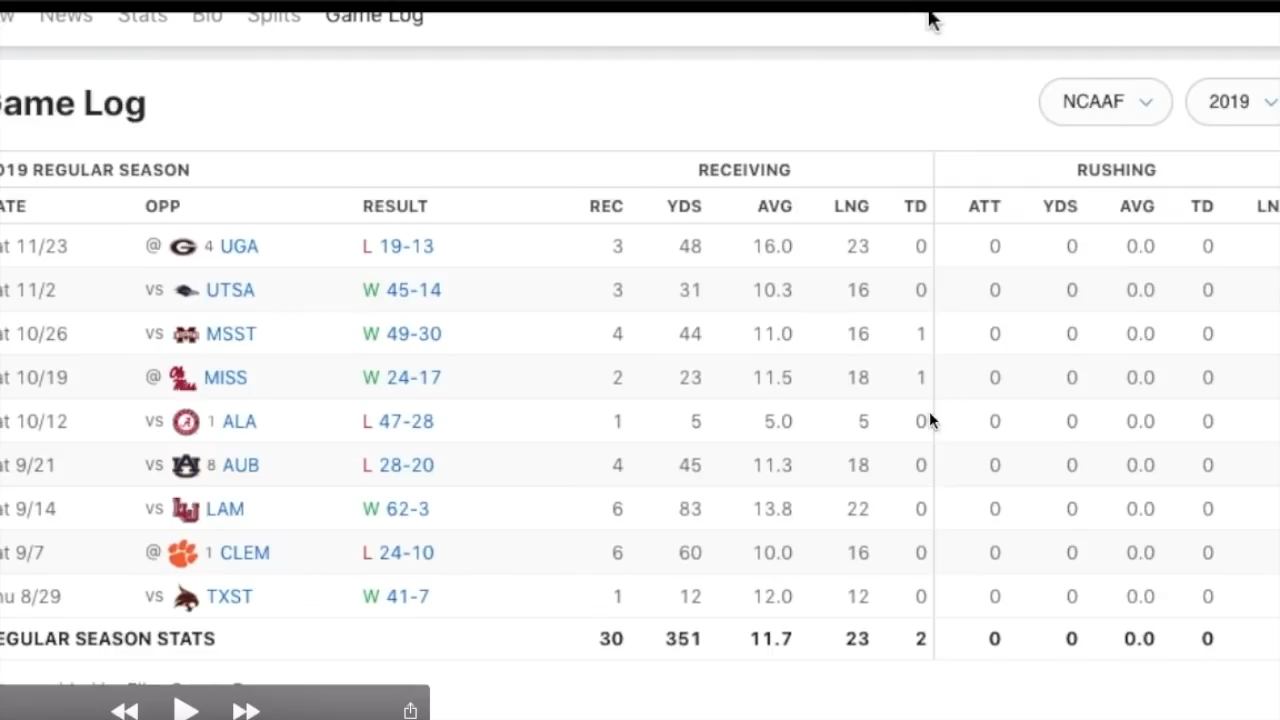 w News Stats Bio Splits Game Log
ame Log NCAAF 2019
019 REGULAR SEASON RECEIVING RUSHING
ATE OPP RESULT REC YDS AVG LNG TD ATT YDS AVG TD LN
at 11/23 @ 4 UGA L 19-13 3 48 16.0 23 0 0 0 0.0 0
at 11/2 vs UTSA W 45-14 3 31 10.3 16 0 0 0 0.0 0
at 10/26 vs MSST W 49-30 4 44 11.0 16 1 0 0 0.0 0
at 10/19 @ MISS W 24-17 2 23 11.5 18 1 0 0 0.0 0
at 10/12 vs 1 ALA L 47-28 1 5 5.0 5 0 0 0 0.0 0
at 9/21 vs 8 AUB L 28-20 4 45 11.3 18 0 0 0 0.0 0
at 9/14 vs LAM W 62-3 6 83 13.8 22 0 0 0 0.0 0
at 9/7 @ 1 CLEM L 24-10 6 60 10.0 16 0 0 0 0.0 0
hu 8/29 vs TXST W 41-7 1 12 12.0 12 0 0 0 0.0 0
EGULAR SEASON STATS 30 351 11.7 23 2 0 0 0.0 0